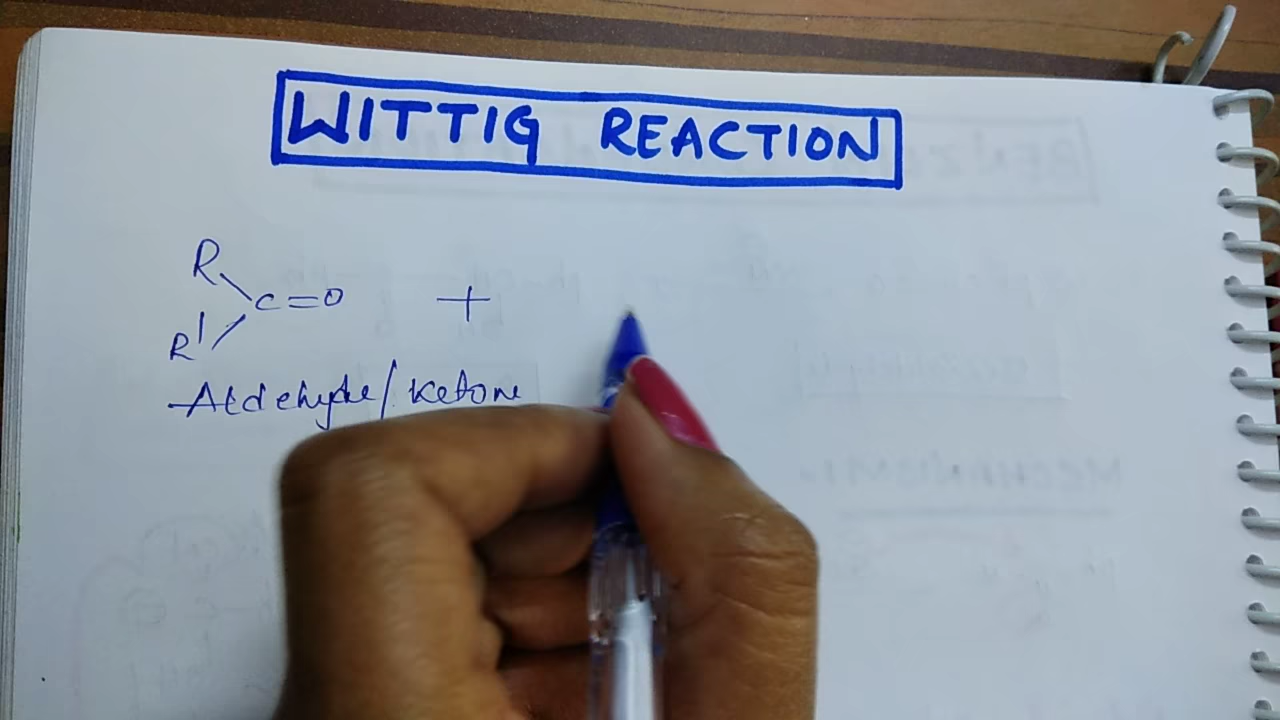 WITTIG REACTION
R
C=O +
R'
Aldehyde/Ketone